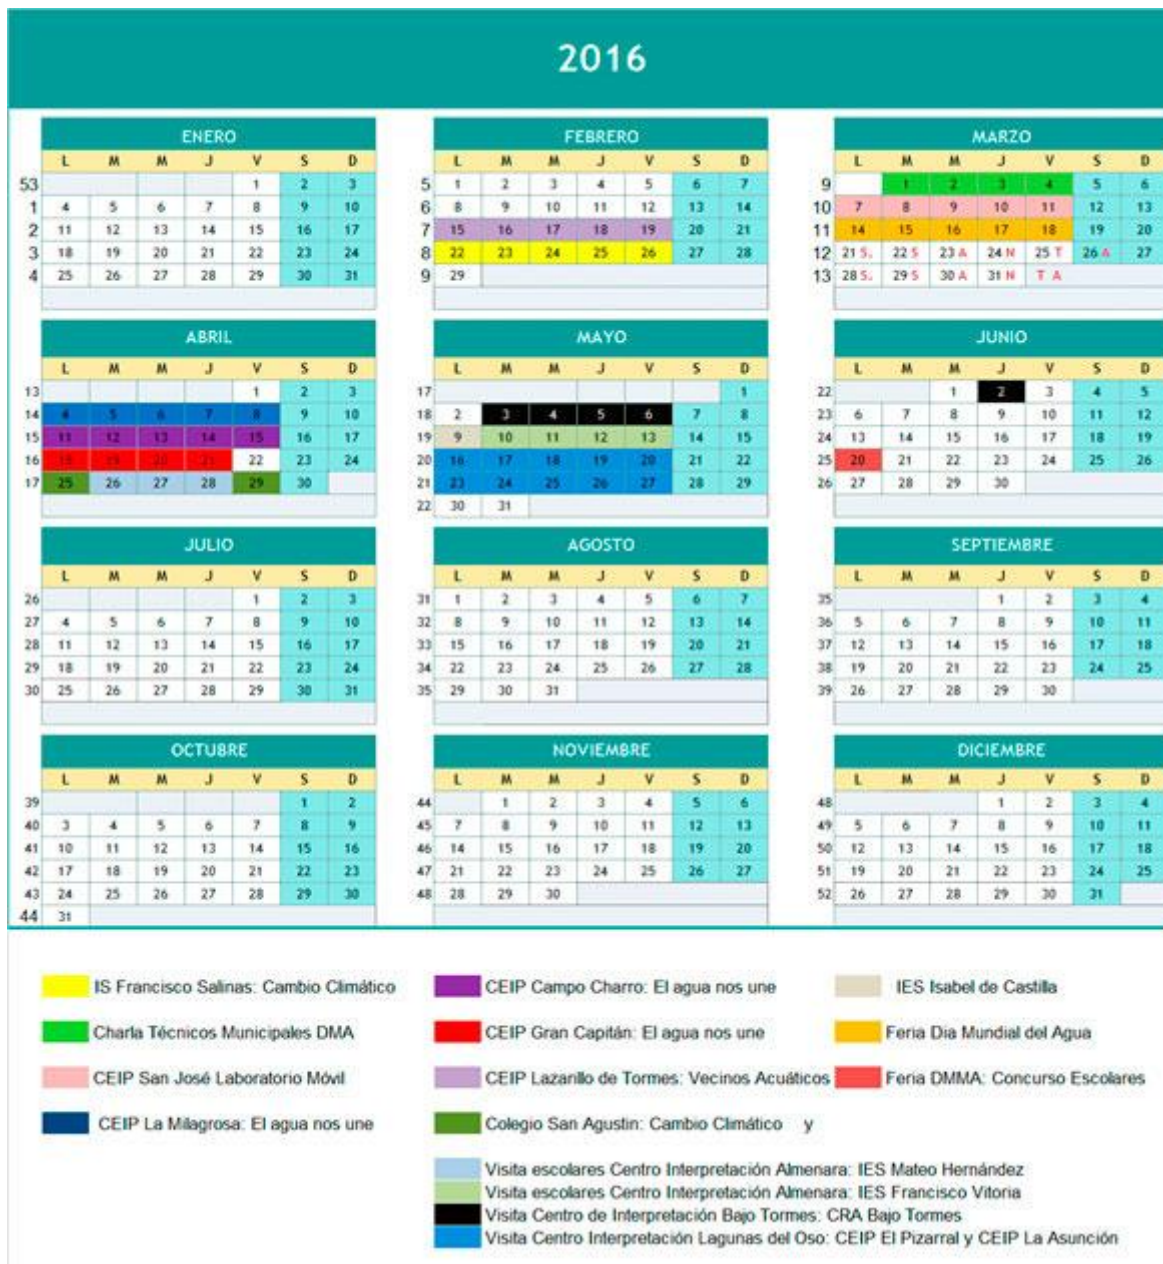 2016
ENERO FEBRERO MARZO
L M M J V S D L M M J V S D L M M J V S D
53 1 2 3 5 1 2 3 4 5 6 7 9 1 2 3 4 5 6
1 4 5 6 7 8 9 10 6 8 9 10 11 12 13 14 10 7 8 9 10 11 12 13
2 11 12 13 14 15 16 17 7 15 16 17 18 19 20 21 11 14 15 16 17 18 19 20
3 18 19 20 21 22 23 24 8 22 23 24 25 26 27 28 12 21 S. 22 S 23 A 24 N 25 T 26 A 27
4 25 26 27 28 29 30 31 9 29 13 28 S. 29 S 30 A 31 N T A
ABRIL MAYO JUNIO
L M M J V S D L M M J V S D L M M J V S D
13 1 2 3 17 1 22 1 2 3 4 5
14 4 5 6 7 8 9 10 18 2 3 4 5 6 7 8 23 6 7 8 9 10 11 12
15 11 12 13 14 15 16 17 19 9 10 11 12 13 14 15 24 13 14 15 16 17 18 19
16 18 19 20 21 22 23 24 20 16 17 18 19 20 21 22 25 20 21 22 23 24 25 26
17 25 26 27 28 29 30 21 23 24 25 26 27 28 29 26 27 28 29 30
22 30 31
JULIO AGOSTO SEPTIEMBRE
L M M J V S D L M M J V S D L M M J V S D
26 1 2 3 31 1 2 3 4 5 6 7 35 1 2 3 4
27 4 5 6 7 8 9 10 32 8 9 10 11 12 13 14 36 5 6 7 8 9 10 11
28 11 12 13 14 15 16 17 33 15 16 17 18 19 20 21 37 12 13 14 15 16 17 18
29 18 19 20 21 22 23 24 34 22 23 24 25 26 27 28 38 19 20 21 22 23 24 25
30 25 26 27 28 29 30 31 35 29 30 31 39 26 27 28 29 30
OCTUBRE NOVIEMBRE DICIEMBRE
L M M J V S D L M M J V S D L M M J V S D
39 1 2 44 1 2 3 4 5 6 48 1 2 3 4
40 3 4 5 6 7 8 9 45 7 8 9 10 11 12 13 49 5 6 7 8 9 10 11
41 10 11 12 13 14 15 16 46 14 15 16 17 18 19 20 50 12 13 14 15 16 17 18
42 17 18 19 20 21 22 23 47 21 22 23 24 25 26 27 51 19 20 21 22 23 24 25
43 24 25 26 27 28 29 30 48 28 29 30 52 26 27 28 29 30 31
44 31
IS Francisco Salinas: Cambio Climático CEIP Campo Charro: El agua nos une IES Isabel de Castilla
Charla Técnicos Municipales DMA CEIP Gran Capitán: El agua nos une Feria Dia Mundial del Agua
CEIP San José Laboratorio Móvil CEIP Lazarillo de Tormes: Vecinos Acuáticos Feria DMMA: Concurso Escolares
CEIP La Milagrosa: El agua nos une Colegio San Agustin: Cambio Climático y
Visita escolares Centro Interpretación Almenara: IES Mateo Hernández
Visita escolares Centro Interpretación Almenara: IES Francisco Vitoria
Visita Centro de Interpretación Bajo Tormes: CRA Bajo Tormes
Visita Centro Interpretación Lagunas del Oso: CEIP El Pizarral y CEIP La Asunción